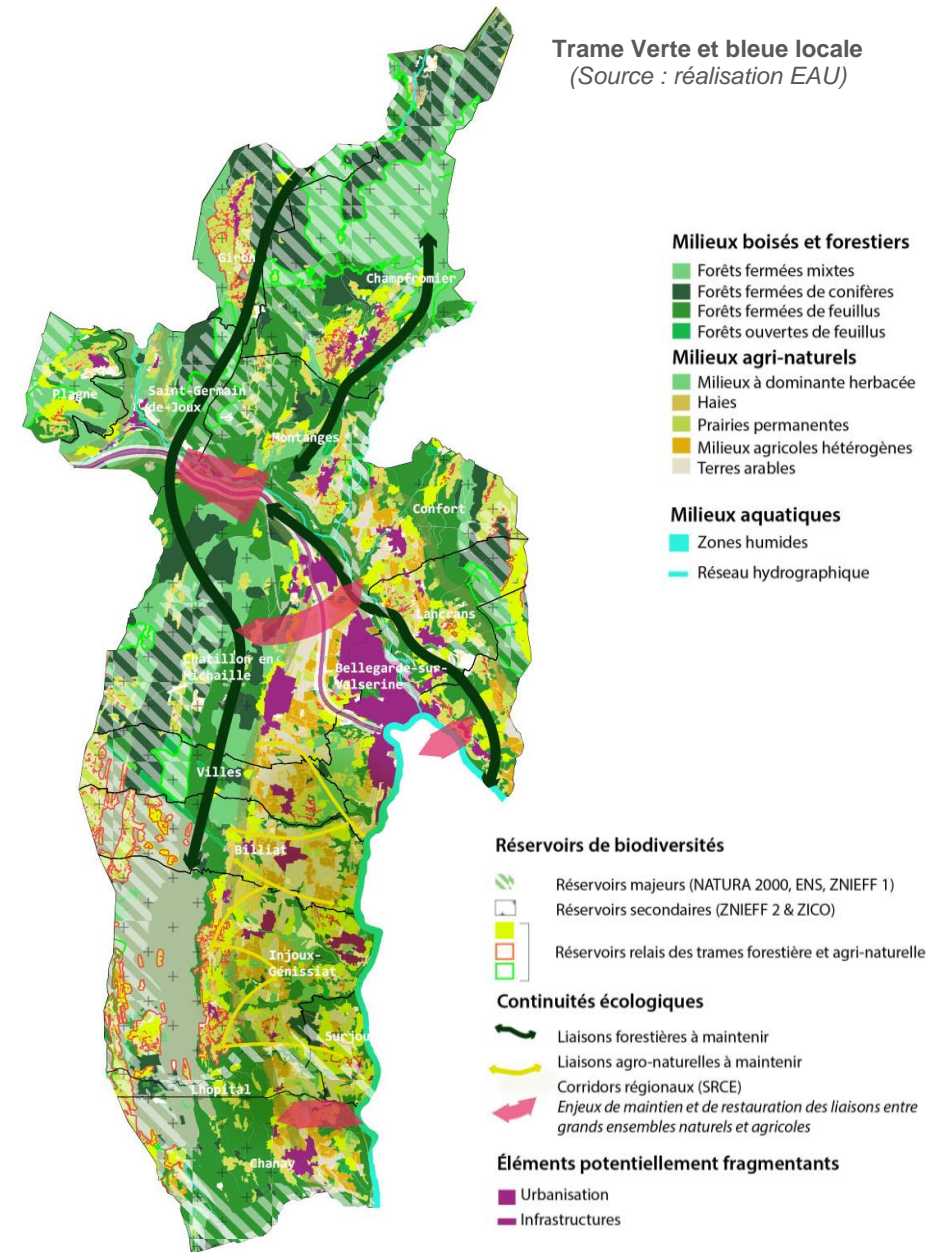 Trame Verte et bleue locale
(Source : réalisation EAU)
Giron
Champfromier
Plagne
Saint-Germain
de-Joux
Montanges
Confort
Lancrans
Chatillon en
Michaille
Bellegarde-sur-
Valserine
Villes
Billiat
Injoux-
Génissiat
Surjou
Lhopital
Chanay
Milieux boisés et forestiers
Forêts fermées mixtes
Forêts fermées de conifères
Forêts fermées de feuillus
Forêts ouvertes de feuillus
Milieux agri-naturels
Milieux à dominante herbacée
Haies
Prairies permanentes
Milieux agricoles hétérogènes
Terres arables
Milieux aquatiques
Zones humides
Réseau hydrographique
Réservoirs de biodiversités
Réservoirs majeurs (NATURA 2000, ENS, ZNIEFF 1)
Réservoirs secondaires (ZNIEFF 2 & ZICO)
Réservoirs relais des trames forestière et agri-naturelle
Continuités écologiques
Liaisons forestières à maintenir
Liaisons agro-naturelles à maintenir
Corridors régionaux (SRCE)
Enjeux de maintien et de restauration des liaisons entre
grands ensembles naturels et agricoles
Éléments potentiellement fragmentants
Urbanisation
Infrastructures